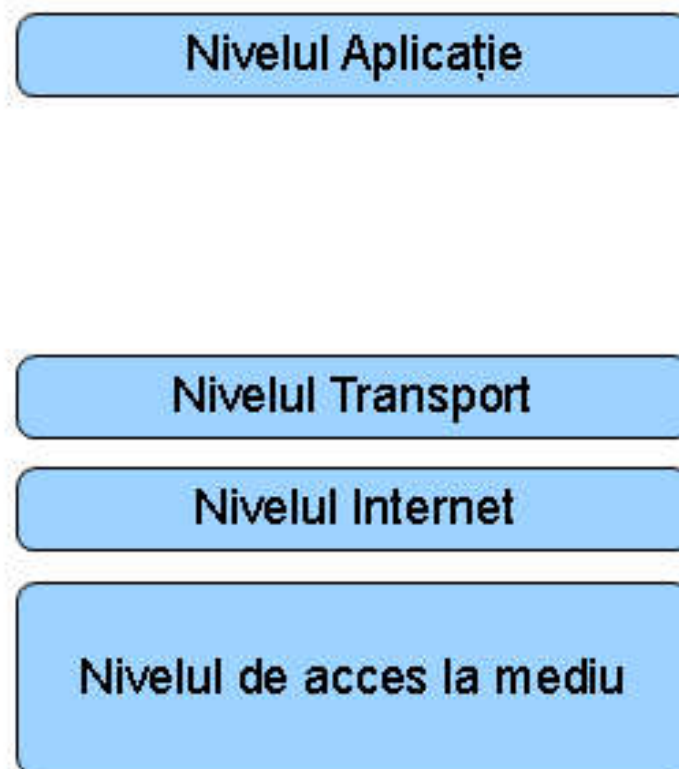 Nivelul Aplicație
Nivelul Transport
Nivelul Internet
Nivelul de acces la mediu